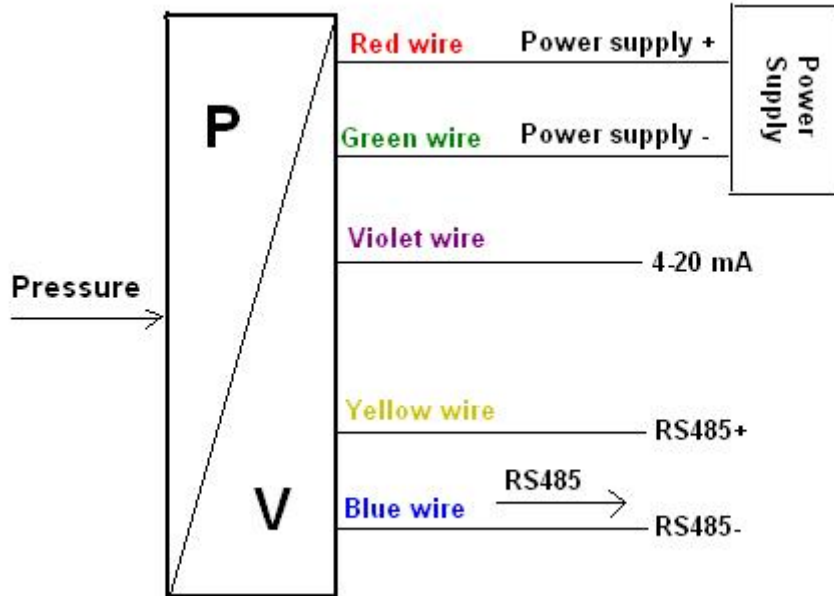 Red wire Power supply +
Power Supply
P
Green wire Power supply -
Violet wire
4-20 mA
Pressure
Yellow wire
RS485+
RS485
V
Blue wire
RS485-